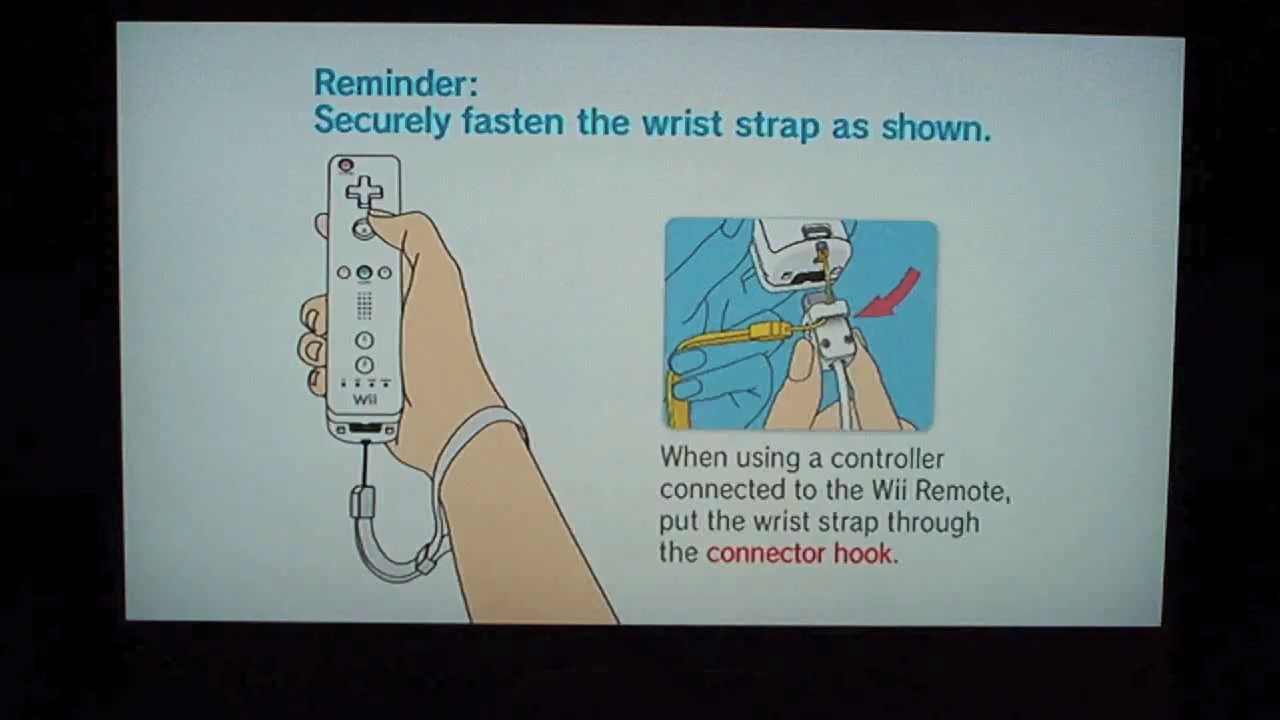 Reminder:
Securely fasten the wrist strap as shown.
Wii
When using a controller
connected to the Wii Remote,
put the wrist strap through
the connector hook.